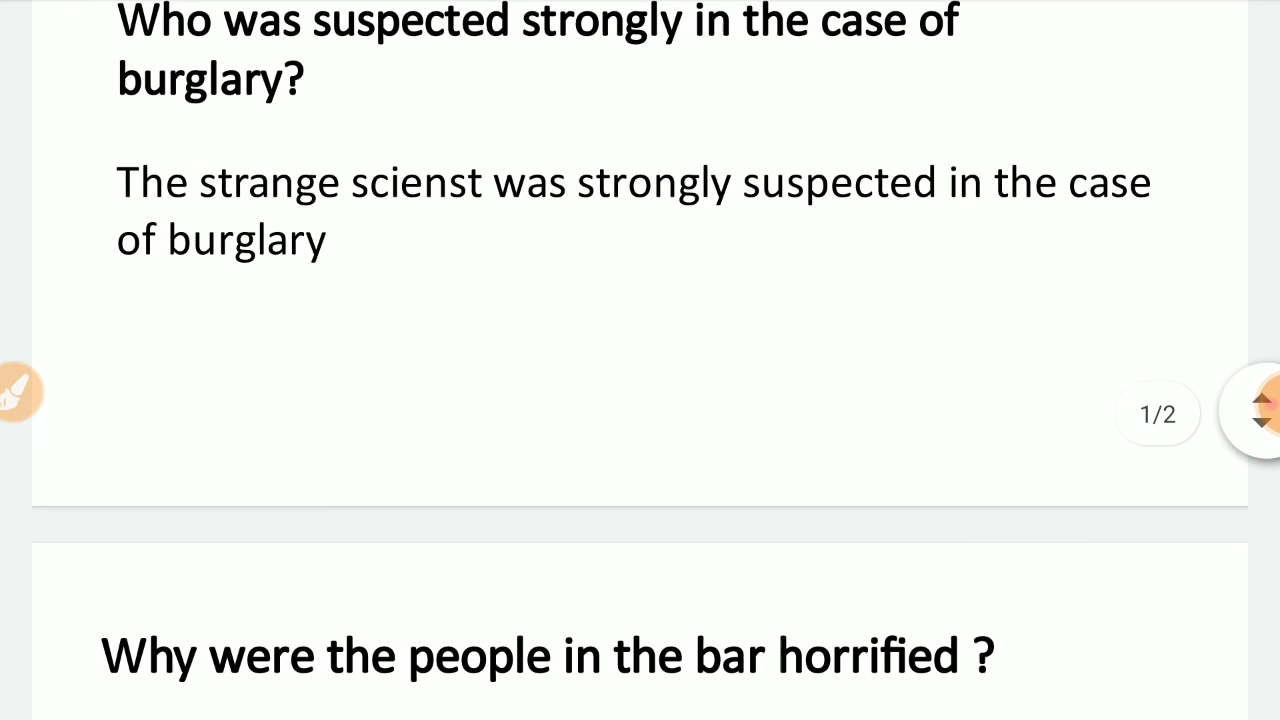 Who was suspected strongly in the case of
burglary?
The strange scienst was strongly suspected in the case
of burglary
1/2
Why were the people in the bar horrified ?